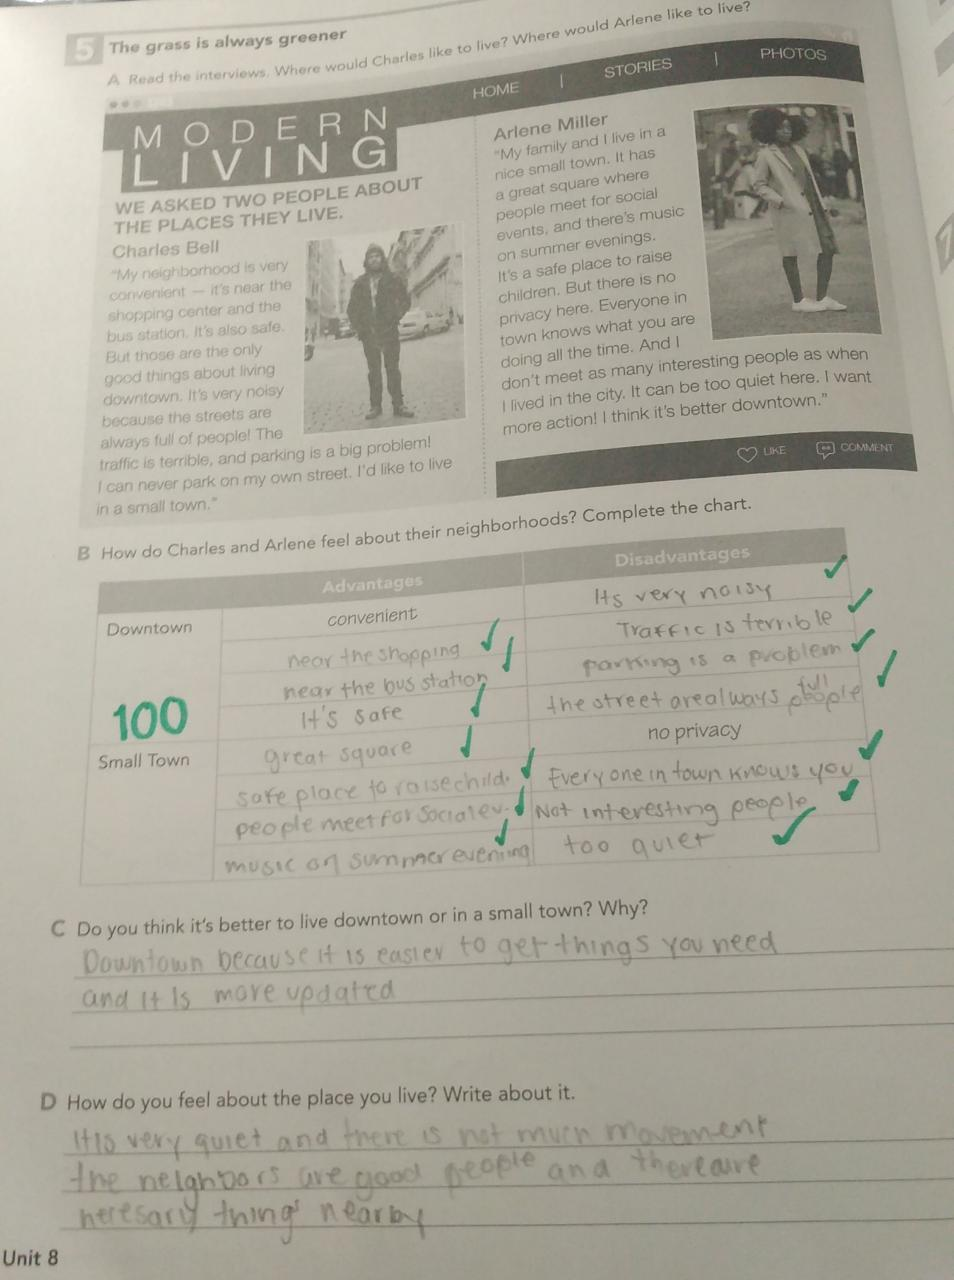 5 The grass is always greener
A Read the interviews. Where would Charles like to live? Where would Arlene like to live?
HOME | STORIES | PHOTOS
MODERN
LIVING
WE ASKED TWO PEOPLE ABOUT
THE PLACES THEY LIVE.
Charles Bell
"My neighborhood is very
convenient — it's near the
shopping center and the
bus station. It's also safe.
But those are the only
good things about living
downtown. It's very noisy
because the streets are
always full of people! The
traffic is terrible, and parking is a big problem!
I can never park on my own street. I'd like to live
in a small town."
Arlene Miller
"My family and I live in a
nice small town. It has
a great square where
people meet for social
events, and there's music
on summer evenings.
It's a safe place to raise
children. But there is no
privacy here. Everyone in
town knows what you are
doing all the time. And I
don't meet as many interesting people as when
I lived in the city. It can be too quiet here. I want
more action! I think it's better downtown."
LIKE COMMENT
B How do Charles and Arlene feel about their neighborhoods? Complete the chart.
Advantages Disadvantages
Downtown convenient Its very noisy
near the shopping Traffic is terrible
near the bus station parking is a problem
100 It's safe the street are always full people
Small Town great square no privacy
safe place to raise child. Everyone in town knows you
people meet for social ev. Not interesting people
music on summer evening too quiet
C Do you think it's better to live downtown or in a small town? Why?
Downtown because it is easier to get things you need
and it is more updated
D How do you feel about the place you live? Write about it.
It is very quiet and there is not much movement
the neighbors are good people and there are
necesary things nearby
Unit 8